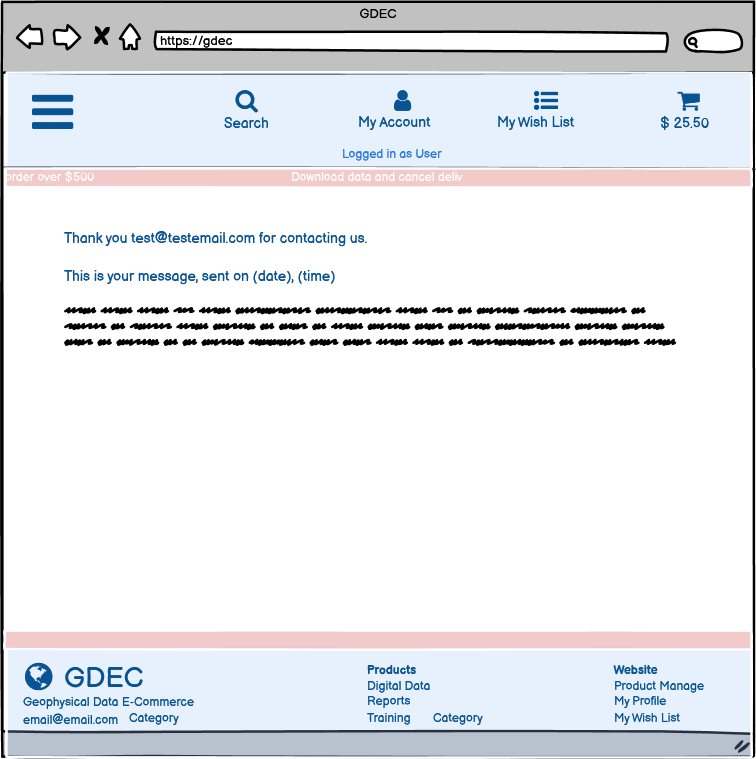 GDEC
https://gdec
Search
My Account
My Wish List
$ 25.50
Logged in as User
order over $500
Download data and cancel deliv
Thank you test@testemail.com for contacting us.
This is your message, sent on (date), (time)
GDEC
Geophysical Data E-Commerce
email@email.com
Category
Products
Digital Data
Reports
Training
Category
Website
Product Manage
My Profile
My Wish List